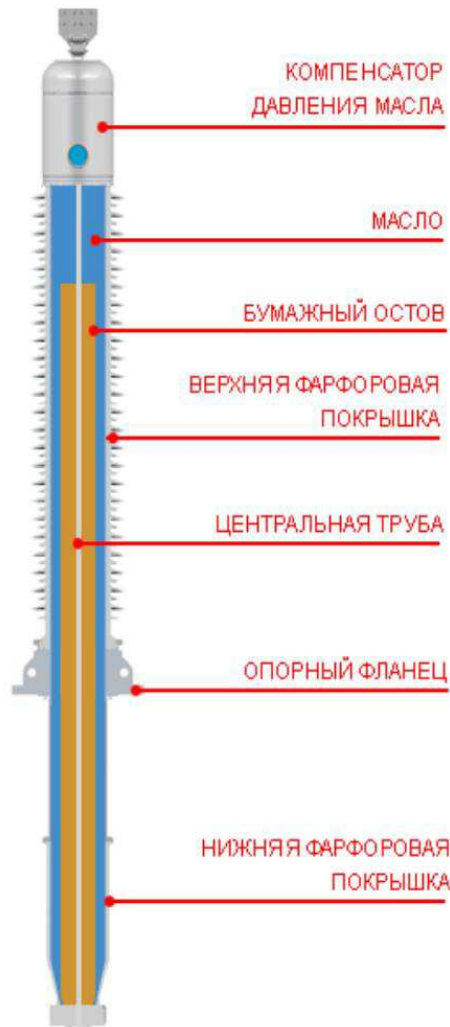 КОМПЕНСАТОР
ДАВЛЕНИЯ МАСЛА
МАСЛО
БУМАЖНЫЙ ОСТОВ
ВЕРХНЯЯ ФАРФОРОВАЯ
ПОКРЫШКА
ЦЕНТРАЛЬНАЯ ТРУБА
ОПОРНЫЙ ФЛАНЕЦ
НИЖНЯЯ ФАРФОРОВАЯ
ПОКРЫШКА